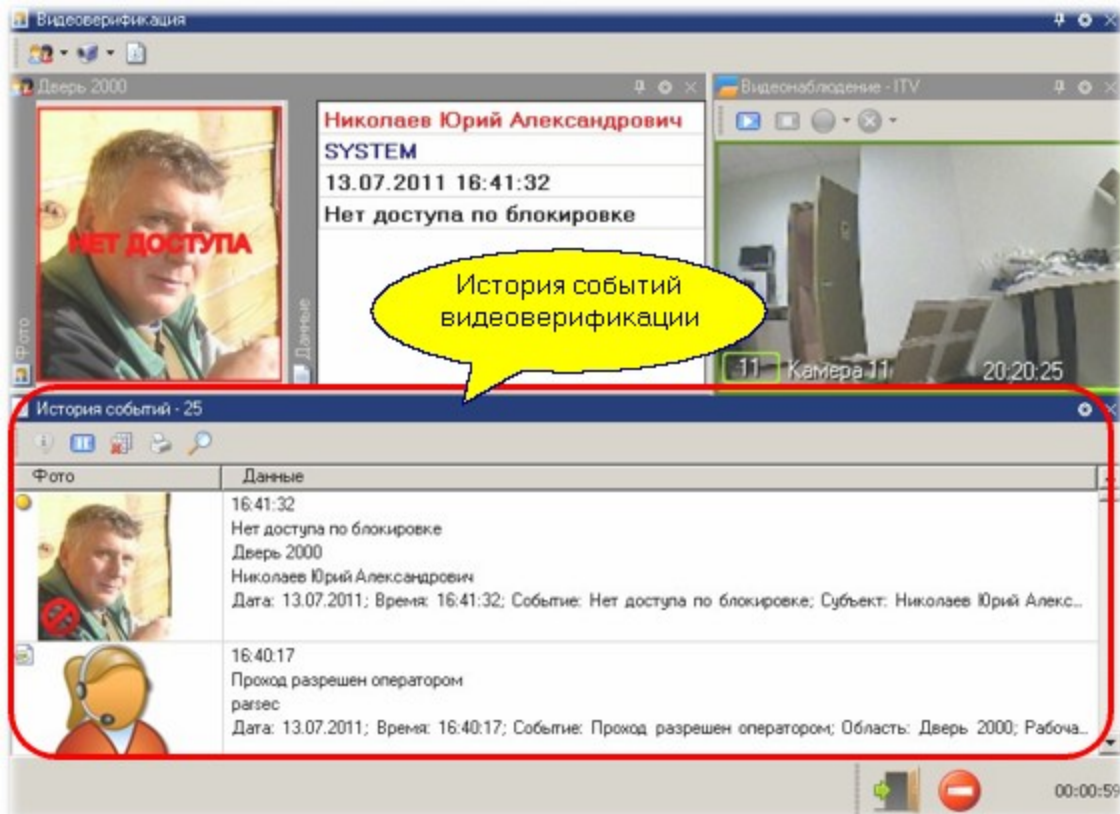 Видеоверификация
Дверь 2000
Видеонаблюдение - ITV
Николаев Юрий Александрович
SYSTEM
13.07.2011 16:41:32
Нет доступа по блокировке
НЕТ ДОСТУПА
Фото
Данные
История событий
видеоверификации
11 Камера 11 20:20:25
История событий - 25
Фото Данные
16:41:32
Нет доступа по блокировке
Дверь 2000
Николаев Юрий Александрович
Дата: 13.07.2011; Время: 16:41:32; Событие: Нет доступа по блокировке; Субъект: Николаев Юрий Алекс...
16:40:17
Проход разрешен оператором
parsec
Дата: 13.07.2011; Время: 16:40:17; Событие: Проход разрешен оператором; Область: Дверь 2000; Рабоча...
00:00:59